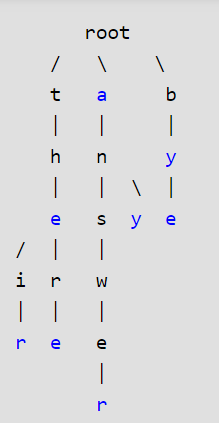 root
/ \ \
t a b
| | |
h n y
| | \ |
e s y e
/ | |
i r w
| | |
r e e
|
r